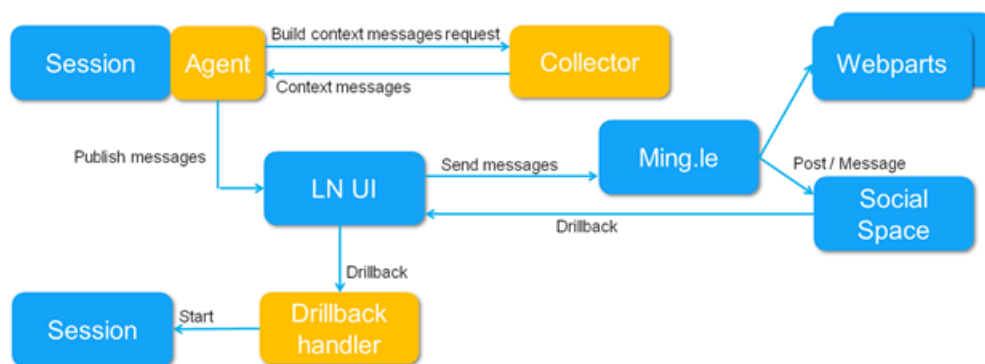 Build context messages request
Session
Agent
Collector
Webparts
Context messages
Publish messages
Ming.le
Send messages
Post / Message
LN UI
Social
Space
Drillback
Drillback
Session
Start
Drillback
handler